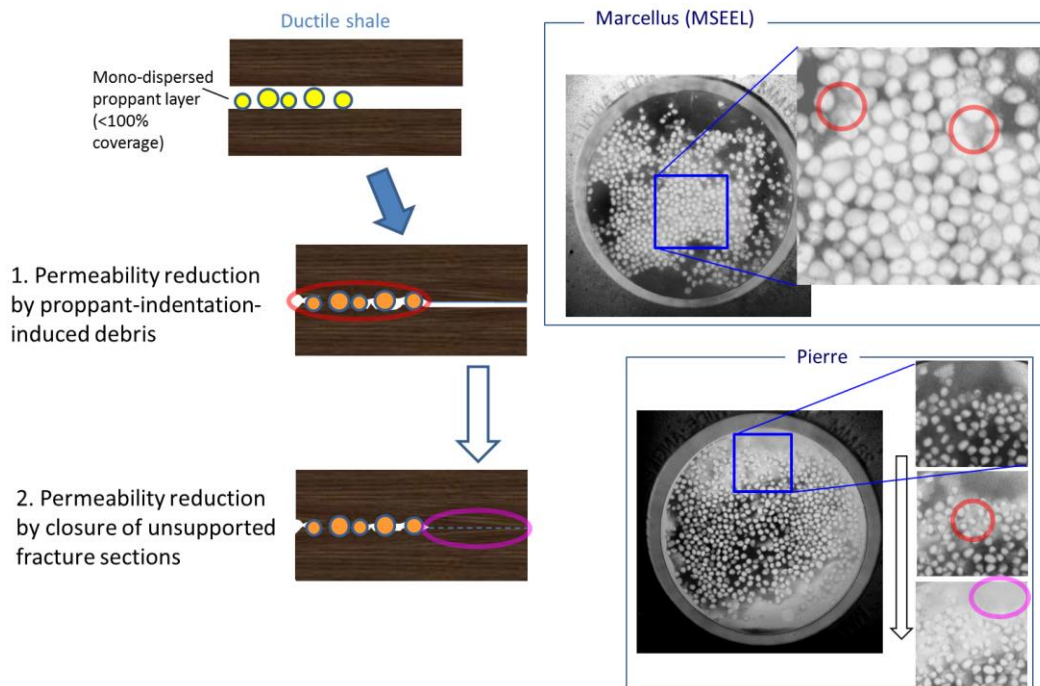 Ductile shale
Mono-dispersed
proppant layer
(<100%
coverage)
1. Permeability reduction
by proppant-indentation-
induced debris
2. Permeability reduction
by closure of unsupported
fracture sections
Marcellus (MSEEL)
Pierre